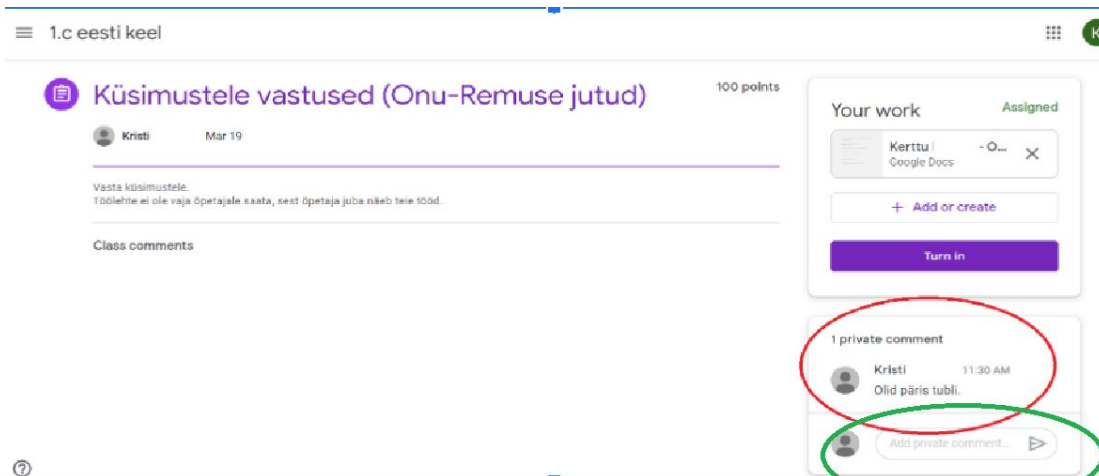 1.c eesti keel
K
Küsimustele vastused (Onu-Remuse jutud)
100 points
Kristi Mar 19
Vasta küsimustele.
Töölehte ei ole vaja õpetajale saata, sest õpetaja juba näeb teie tööd.
Class comments
Your work Assigned
Kerttu - O...
Google Docs
+ Add or create
Turn in
1 private comment
Kristi 11:30 AM
Olid päris tubli.
Add private comment...
?